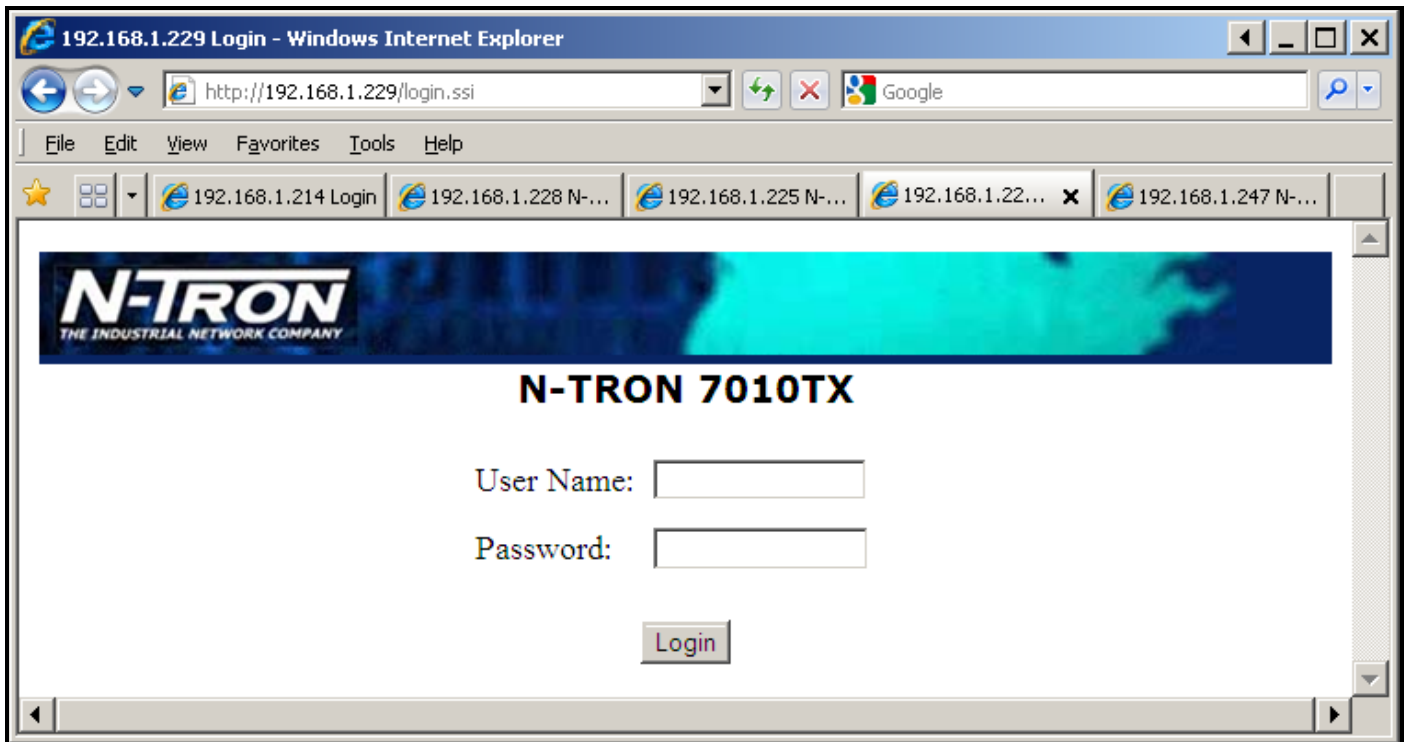 192.168.1.229 Login - Windows Internet Explorer
http://192.168.1.229/login.ssi
Google
File Edit View Favorites Tools Help
192.168.1.214 Login 192.168.1.228 N-... 192.168.1.225 N-... 192.168.1.22... 192.168.1.247 N-...
N-TRON
THE INDUSTRIAL NETWORK COMPANY
N-TRON 7010TX
User Name:
Password:
Login